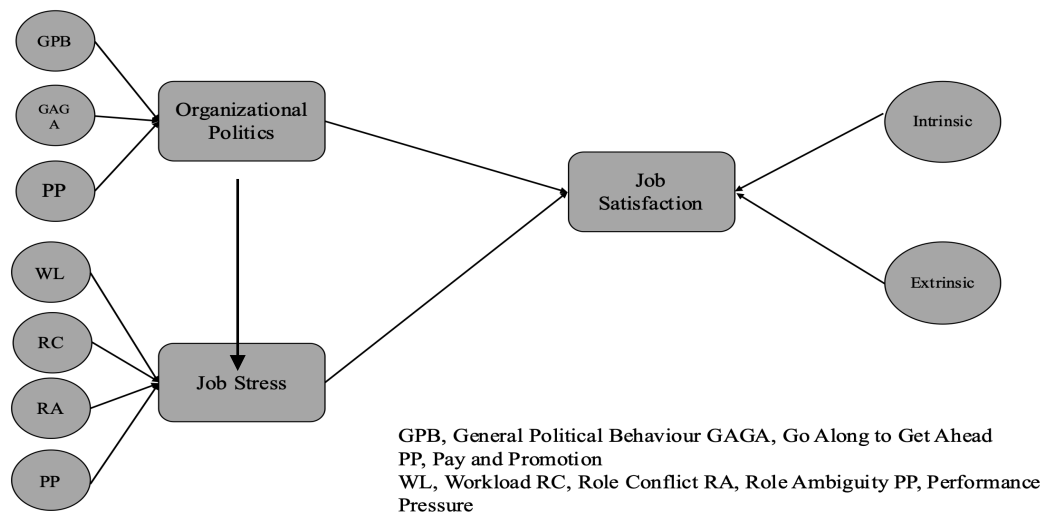 GPB
GAG
A
PP
WL
RC
RA
PP
Organizational
Politics
Job Stress
Job
Satisfaction
Intrinsic
Extrinsic
GPB, General Political Behaviour GAGA, Go Along to Get Ahead
PP, Pay and Promotion
WL, Workload RC, Role Conflict RA, Role Ambiguity PP, Performance
Pressure